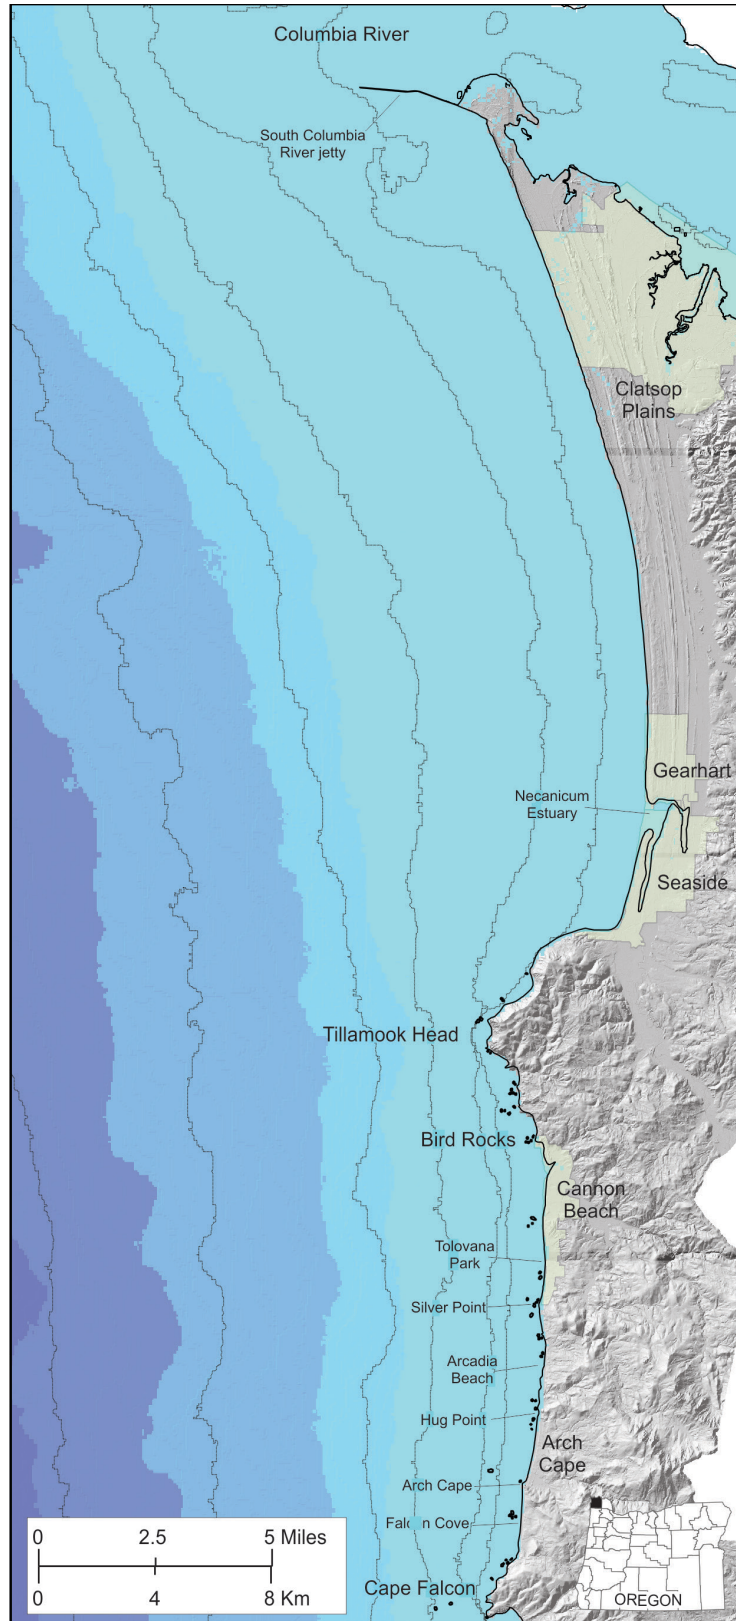 Columbia River
South Columbia
River jetty
Clatsop
Plains
Gearhart
Necanicum
Estuary
Seaside
Tillamook Head
Bird Rocks
Cannon
Beach
Tolovana
Park
Silver Point
Arcadia
Beach
Hug Point
Arch
Cape
Arch Cape
Falcon Cove
Cape Falcon
0 2.5 5 Miles
0 4 8 Km
OREGON